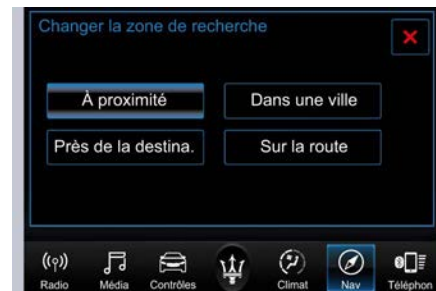 Changer la zone de recherche
À proximité
Dans une ville
Près de la destina.
Sur la route
Radio
Média
Contrôles
Climat
Nav
Téléphon